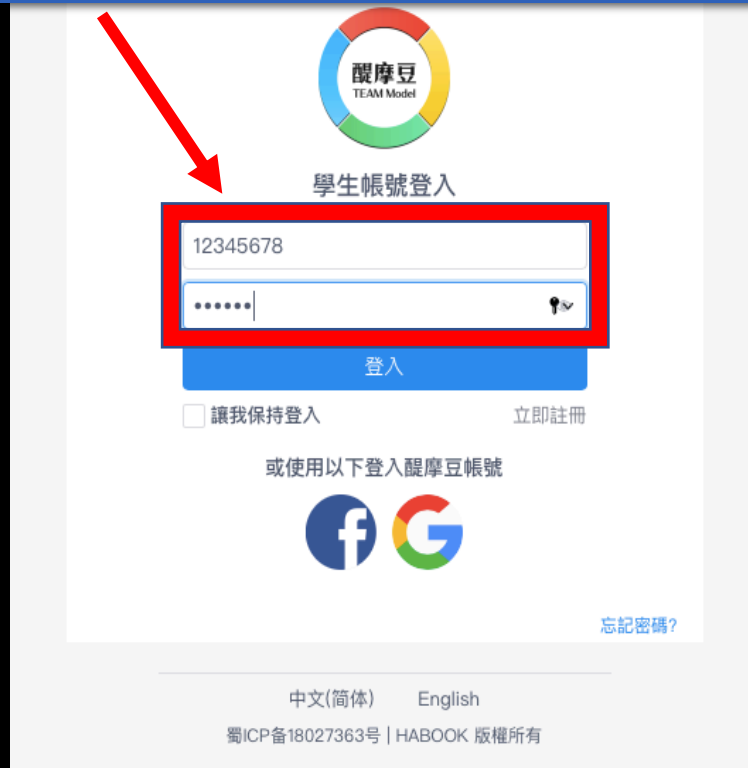 醍摩豆
TEAM Model
學生帳號登入
12345678
••••••
登入
讓我保持登入 立即註冊
或使用以下登入醍摩豆帳號
忘記密碼?
中文(简体) English
蜀ICP备18027363号 | HABOOK 版權所有